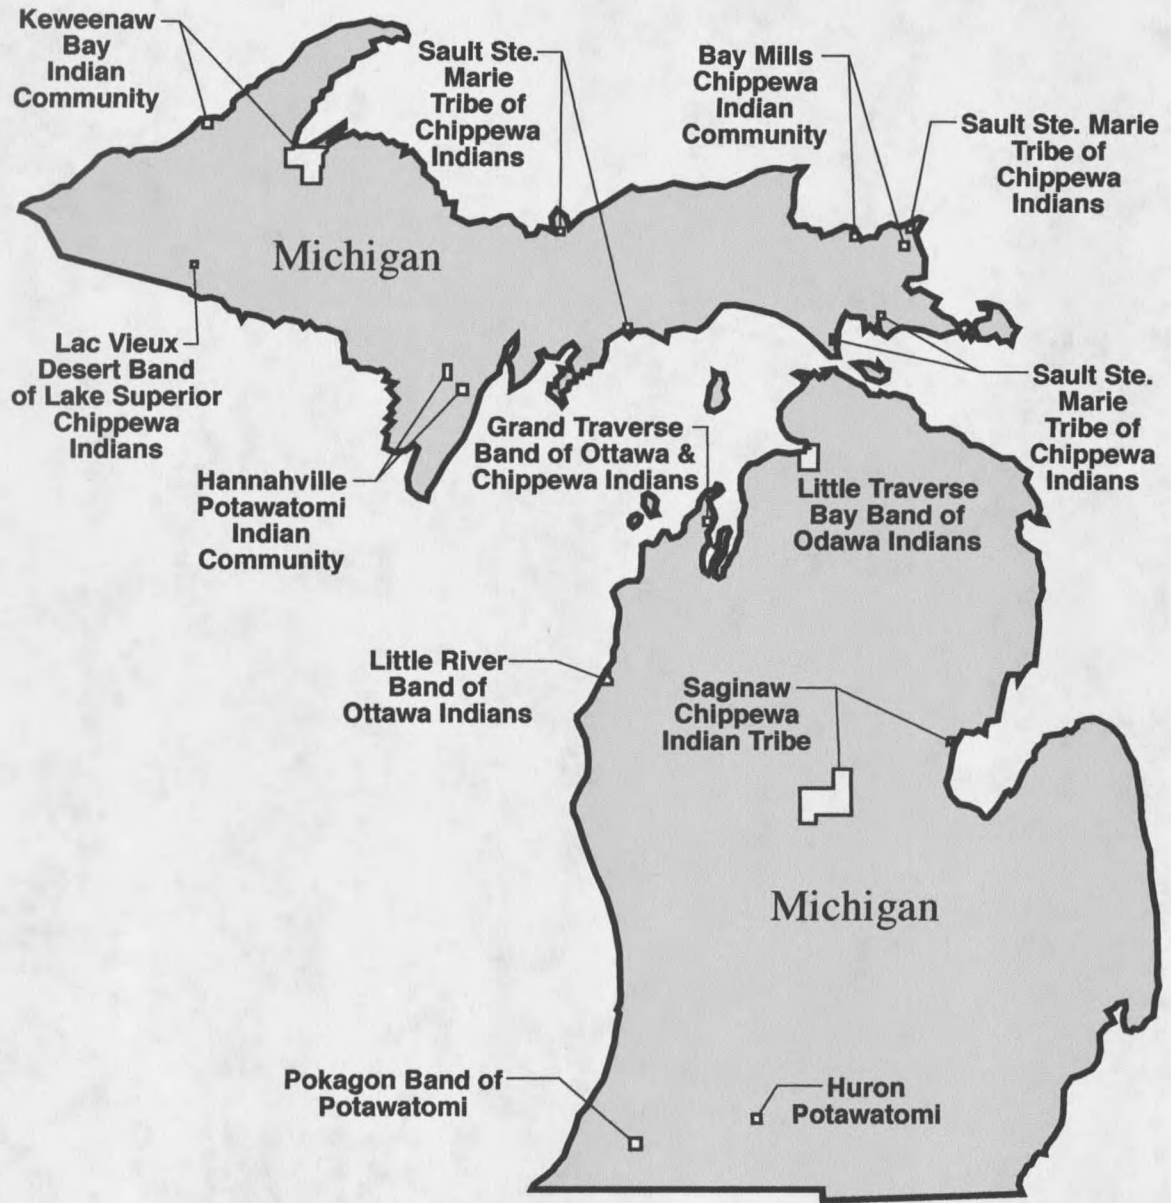 Keweenaw
Bay
Indian
Community
Sault Ste.
Marie
Tribe of
Chippewa
Indians
Bay Mills
Chippewa
Indian
Community
Sault Ste. Marie
Tribe of
Chippewa
Indians
Michigan
Lac Vieux
Desert Band
of Lake Superior
Chippewa
Indians
Hannahville
Potawatomi
Indian
Community
Grand Traverse
Band of Ottawa &
Chippewa Indians
Sault Ste.
Marie
Tribe of
Chippewa
Indians
Little Traverse
Bay Band of
Odawa Indians
Little River
Band of
Ottawa Indians
Saginaw
Chippewa
Indian Tribe
Michigan
Pokagon Band of
Potawatomi
Huron
Potawatomi